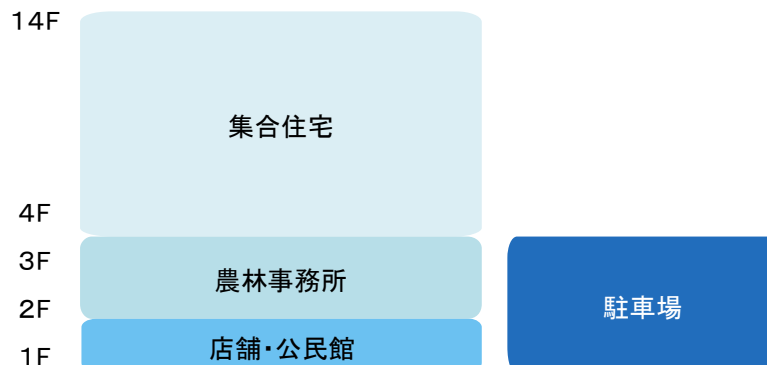 14F
集合住宅
4F
3F
農林事務所
2F
駐車場
店舗・公民館
1F